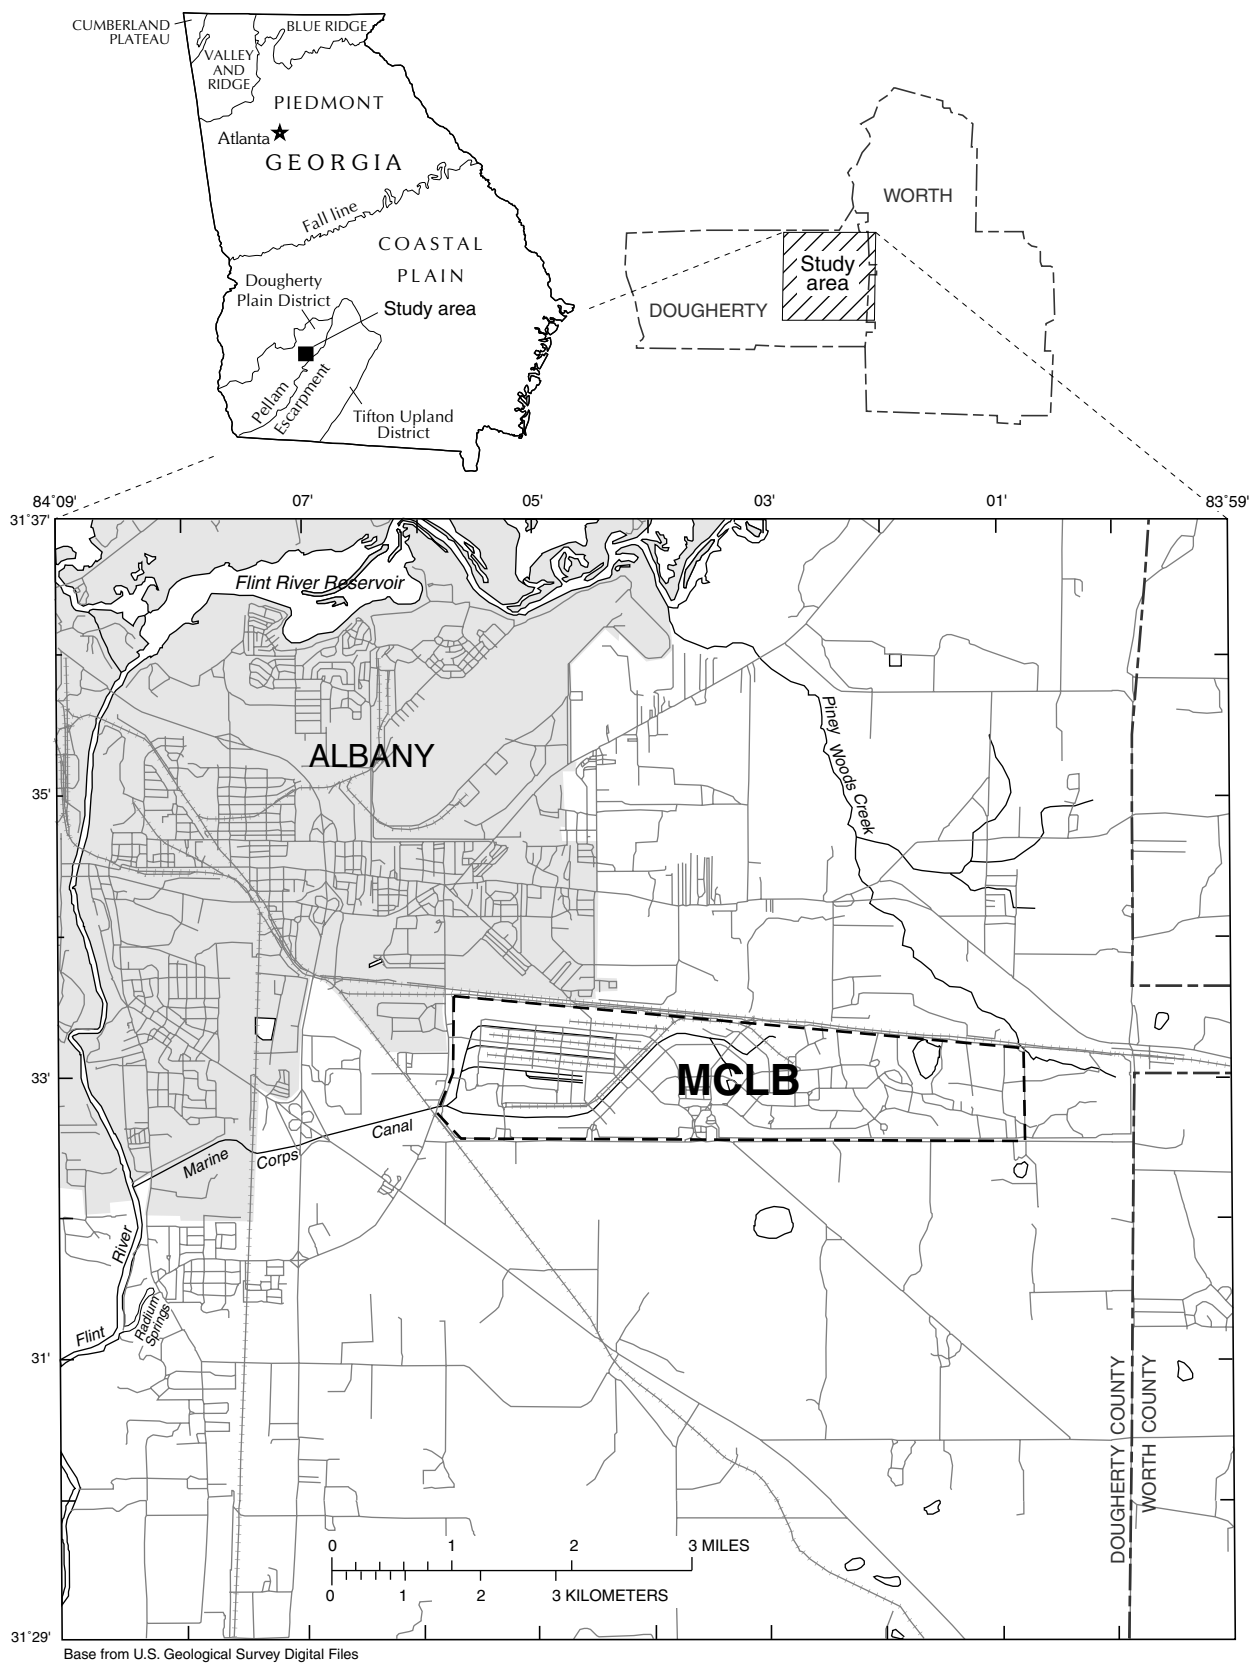 CUMBERLAND
PLATEAU
BLUE RIDGE
VALLEY
AND
RIDGE
PIEDMONT
Atlanta
GEORGIA
Fall line
COASTAL
PLAIN
Dougherty
Plain District
Study area
Pellam
Escarpment
Tifton Upland
District
WORTH
Study
area
DOUGHERTY
84°09'
07'
05'
03'
01'
83°59'
31°37'
Flint River Reservoir
ALBANY
Piney Woods Creek
35'
33'
MCLB
Marine
Corps
Canal
River
Flint
Radium
Springs
31'
DOUGHERTY COUNTY
WORTH COUNTY
0 1 2 3 MILES
0 1 2 3 KILOMETERS
31°29'
Base from U.S. Geological Survey Digital Files